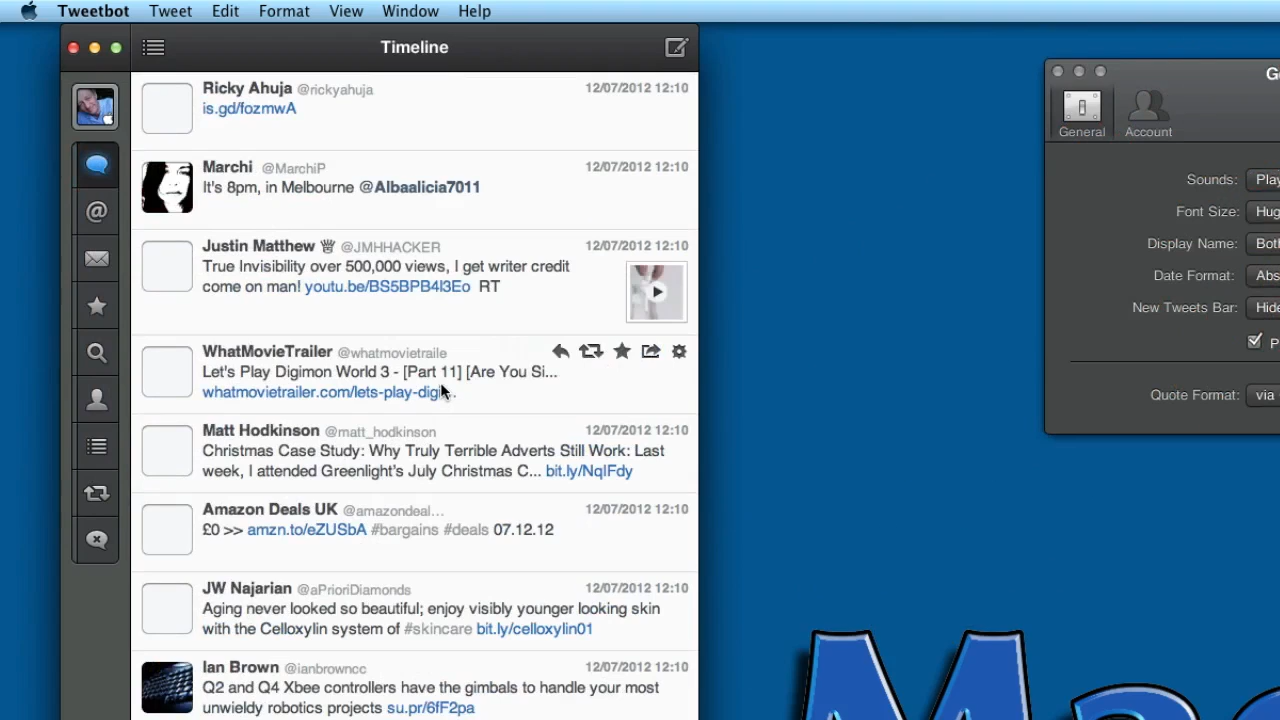 Tweetbot Tweet Edit Format View Window Help
Timeline
Ricky Ahuja @rickyahuja 12/07/2012 12:10
is.gd/fozmwA
Marchi @MarchiP 12/07/2012 12:10
It's 8pm, in Melbourne @Albaalicia7011
Justin Matthew ♕ @JMHHACKER 12/07/2012 12:10
True Invisibility over 500,000 views, I get writer credit
come on man! youtu.be/BS5BPB4l3Eo RT
WhatMovieTrailer @whatmovietraile
Let's Play Digimon World 3 - [Part 11] [Are You Si...
whatmovietrailer.com/lets-play-digi...
Matt Hodkinson @matt_hodkinson 12/07/2012 12:10
Christmas Case Study: Why Truly Terrible Adverts Still Work: Last
week, I attended Greenlight's July Christmas C... bit.ly/NqlFdy
Amazon Deals UK @amazondeal... 12/07/2012 12:10
£0 >> amzn.to/eZUSbA #bargains #deals 07.12.12
JW Najarian @aPrioriDiamonds 12/07/2012 12:10
Aging never looked so beautiful; enjoy visibly younger looking skin
with the Celloxylin system of #skincare bit.ly/celloxylin01
Ian Brown @ianbrowncc 12/07/2012 12:10
Q2 and Q4 Xbee controllers have the gimbals to handle your most
unwieldy robotics projects su.pr/6fF2pa
General Account
Sounds: Play
Font Size: Hug
Display Name: Both
Date Format: Abs
New Tweets Bar: Hide
P
Quote Format: via
Mac